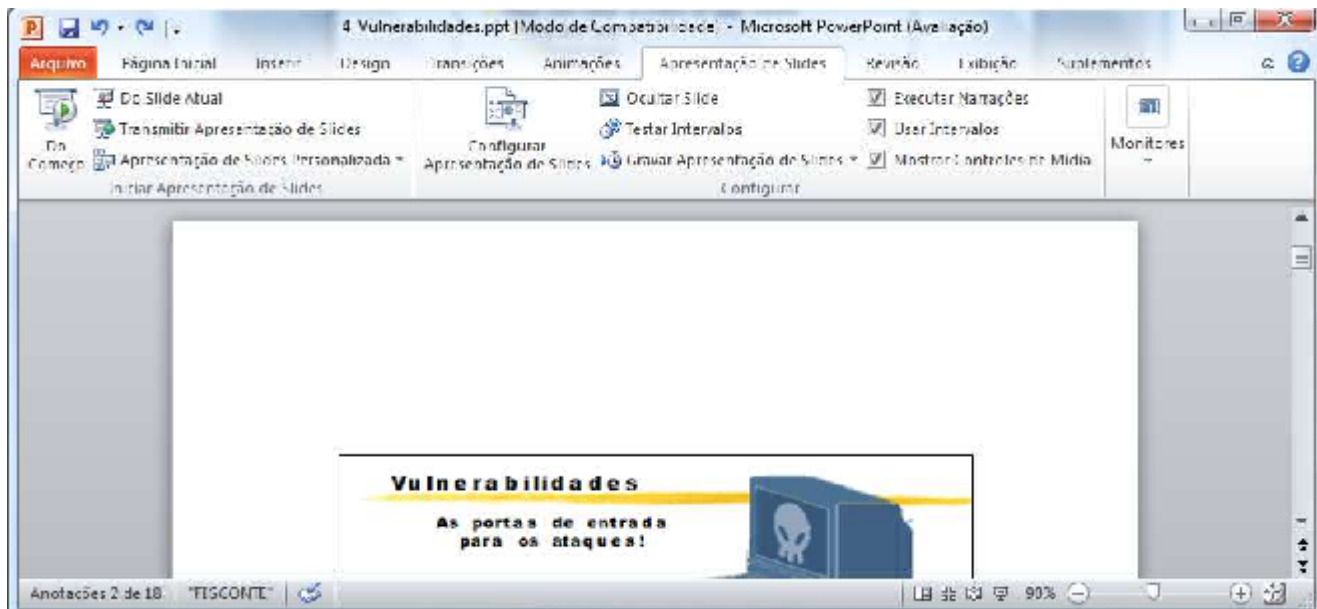 4 Vulnerabilidades.ppt [Modo de Compatibilidade] - Microsoft PowerPoint (Avaliação)
Arquivo Página Inicial Inserir Design Transições Animações Apresentação de Slides Revisão Exibição Suplementos
Do Começo
Do Slide Atual
Transmitir Apresentação de Slides
Apresentação de Slides Personalizada
Iniciar Apresentação de Slides
Configurar
Apresentação de Slides
Ocultar Slide
Testar Intervalos
Gravar Apresentação de Slides
Executar Narrações
Usar Intervalos
Mostrar Controles de Mídia
Configurar
Monitores
Vulnerabilidades
As portas de entrada
para os ataques!
Anotações 2 de 18 "FISCONTE" 90%